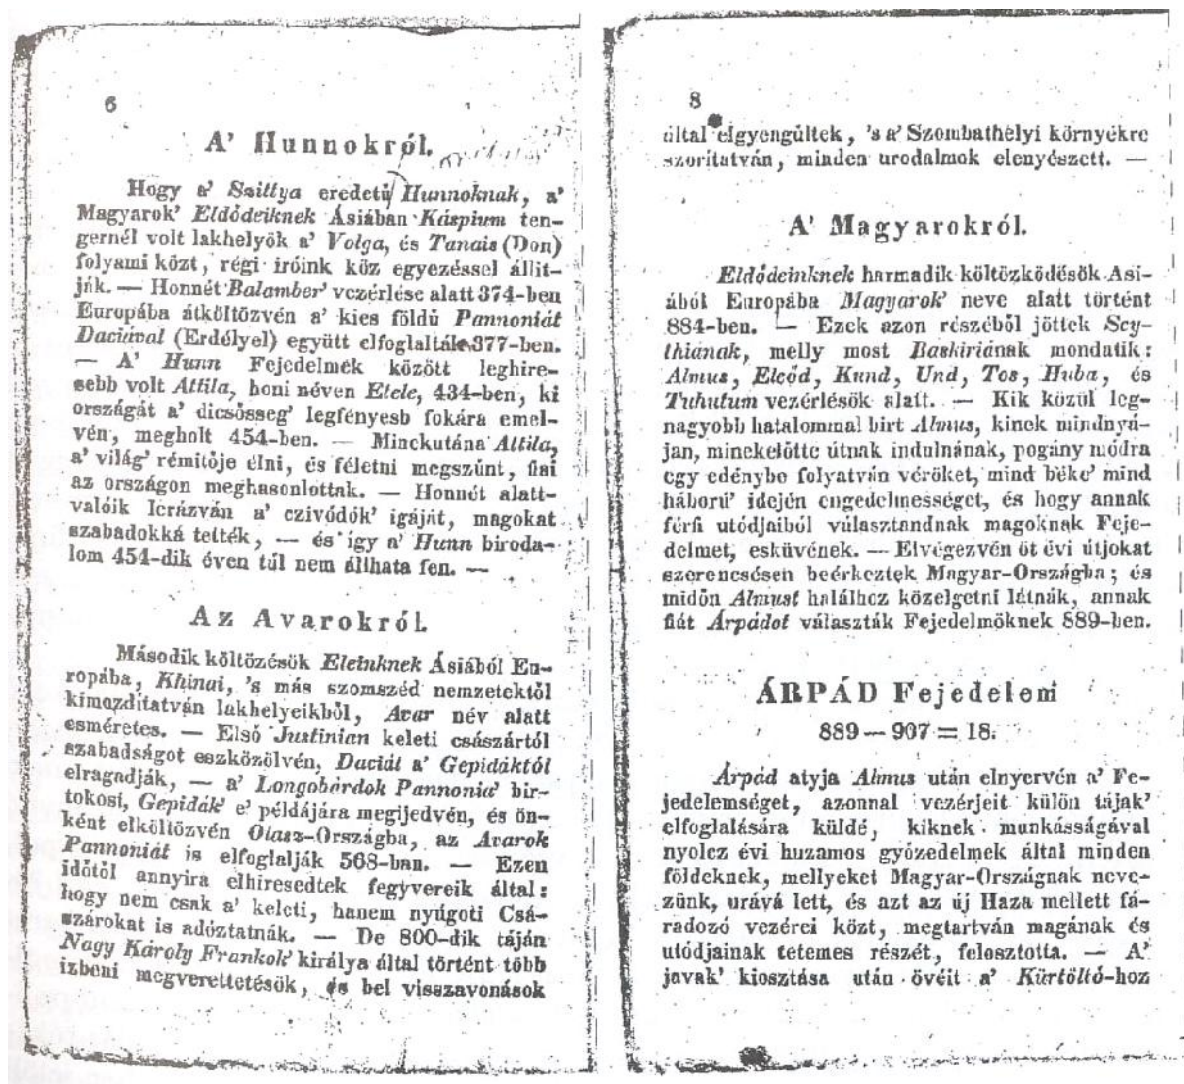 6
A' Hunnokról.
Hogy a' Szittya eredetű Hunnoknak, a'
Magyarok' Eldődeiknek Ásiában Káspium ten-
gernél volt lakhelyök a' Volga, és Tanais (Don)
folyami közt, régi iróink köz egyezéssel állit-
ják. — Honnét Balamber' vezérlése alatt 374-ben
Európába átköltözvén a' kies földű Pannoniát
Daciával (Erdélyel) együtt elfoglalták 377-ben.
— A' Hunn Fejedelmek között leghire-
sebb volt Attila, honi néven Etele, 434-ben, ki
országát a' dicsősseg' legfényesb fokára emel-
vén, megholt 454-ben. — Minekutána Attila,
a' világ' rémitője élni, és féletni megszünt, fiai
az országon meghasonlottak. — Honnét alatt-
valóik lerázván a' czivódók' igáját, magokat
szabadokká tették, — és így a' Hunn biroda-
lom 454-dik éven túl nem állhata fen. —
Az Avarokról.
Második költözésök Eleinknek Ásiából Eu-
ropába, Khinai, 's más szomszéd nemzetektől
kimozdítatván lakhelyeikből, Avar név alatt
esméretes. — Első Justinian keleti császártól
szabadságot eszközölvén, Daciát a' Gepidáktól
elragadják, — a' Longobárdok Pannonia' bir-
tokosi, Gepidák' e' példájára megijedvén, és ön-
ként elköltözvén Olasz-Országba, az Avarok
Pannoniát is elfoglalják 568-ban. — Ezen
időtől annyira elhiresedtek fegyvereik által:
hogy nem csak a' keleti, hanem nyúgoti Csá-
szárokat is adóztatnák. — De 800-dik táján
Nagy Károly Frankok' királya által történt több
izbeni megverettetésök, és bel visszavonások
8
által elgyengültek, 's a' Szombathelyi környékre
szorítatván, minden urodalmok elenyészett. —
A' Magyarokról.
Eldődeinknek harmadik költözködésök Asi-
ából Európába Magyarok' neve alatt történt
884-ben. — Ezek azon részéből jöttek Scy-
thiának, melly most Baskiriának mondatik:
Almus, Elcőd, Kund, Und, Tos, Huba, és
Tuhutum vezérlésök alatt. — Kik közül leg-
nagyobb hatalommal birt Almus, kinek mindnyá-
jan, minekelőtte útnak indulnának, pogány módra
egy edénybe folyatván véröket, mind béke' mind
háború' idején engedelmességet, és hogy annak
férfi utódjaiból választandnak magoknak Feje-
delmet, esküvének. — Elvégezvén öt évi útjokat
szerencsésen beérkeztek Magyar-Országba; és
midőn Almust halálhoz közelgetni látnák, annak
fiát Árpádot választák Fejedelmöknek 889-ben.
ÁRPÁD Fejedelem
889 — 907 = 18.
Árpád atyja Almus után elnyervén a' Fe-
jedelemséget, azonnal vezérjeit külön tájak'
elfoglalására küldé, kiknek munkásságával
nyolcz évi huzamos győzedelmek által minden
földeknek, mellyeket Magyar-Országnak neve-
zünk, urává lett, és azt az új Haza mellett fá-
radozó vezérei közt, megtartván magának és
utódjainak tetemes részét, felosztotta. — A'
javak' kiosztása után övéit a' Kürtöltő-hoz